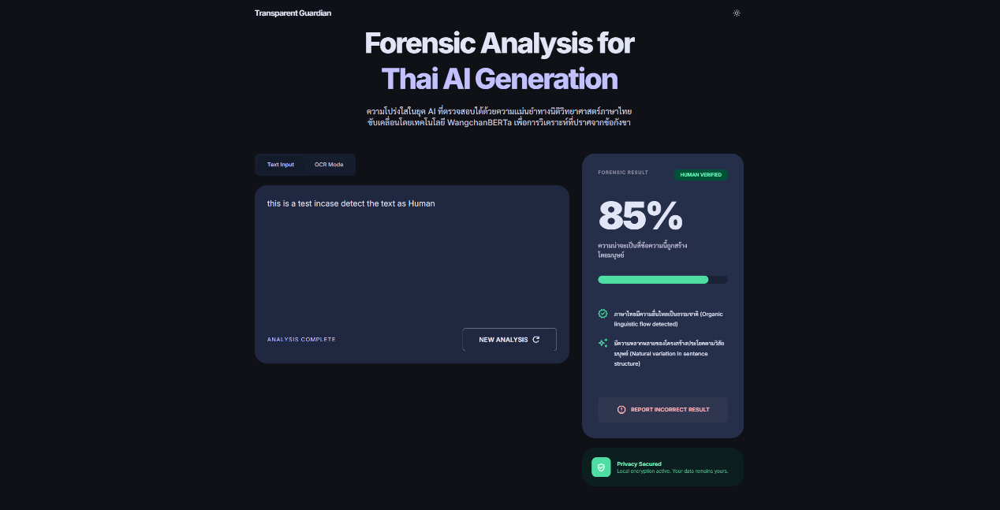 Transparent Guardian
Forensic Analysis for
Thai AI Generation
ความโปร่งใสในยุค AI ที่ตรวจสอบได้ด้วยความแม่นยำทางนิติวิทยาศาสตร์ภาษาไทย
ขับเคลื่อนโดยเทคโนโลยี WangchanBERTa เพื่อการวิเคราะห์ที่ปราศจากข้อกังขา
Text Input
OCR Mode
this is a test incase detect the text as Human
ANALYSIS COMPLETE
NEW ANALYSIS
FORENSIC RESULT
HUMAN VERIFIED
85%
ความน่าจะเป็นที่ข้อความนี้ถูกสร้าง
โดยมนุษย์
ภาษาไทยมีความลื่นไหลเป็นธรรมชาติ (Organic
linguistic flow detected)
มีความหลากหลายของโครงสร้างประโยคตามวิสัย
มนุษย์ (Natural variation in sentence
structure)
REPORT INCORRECT RESULT
Privacy Secured
Local encryption active. Your data remains yours.